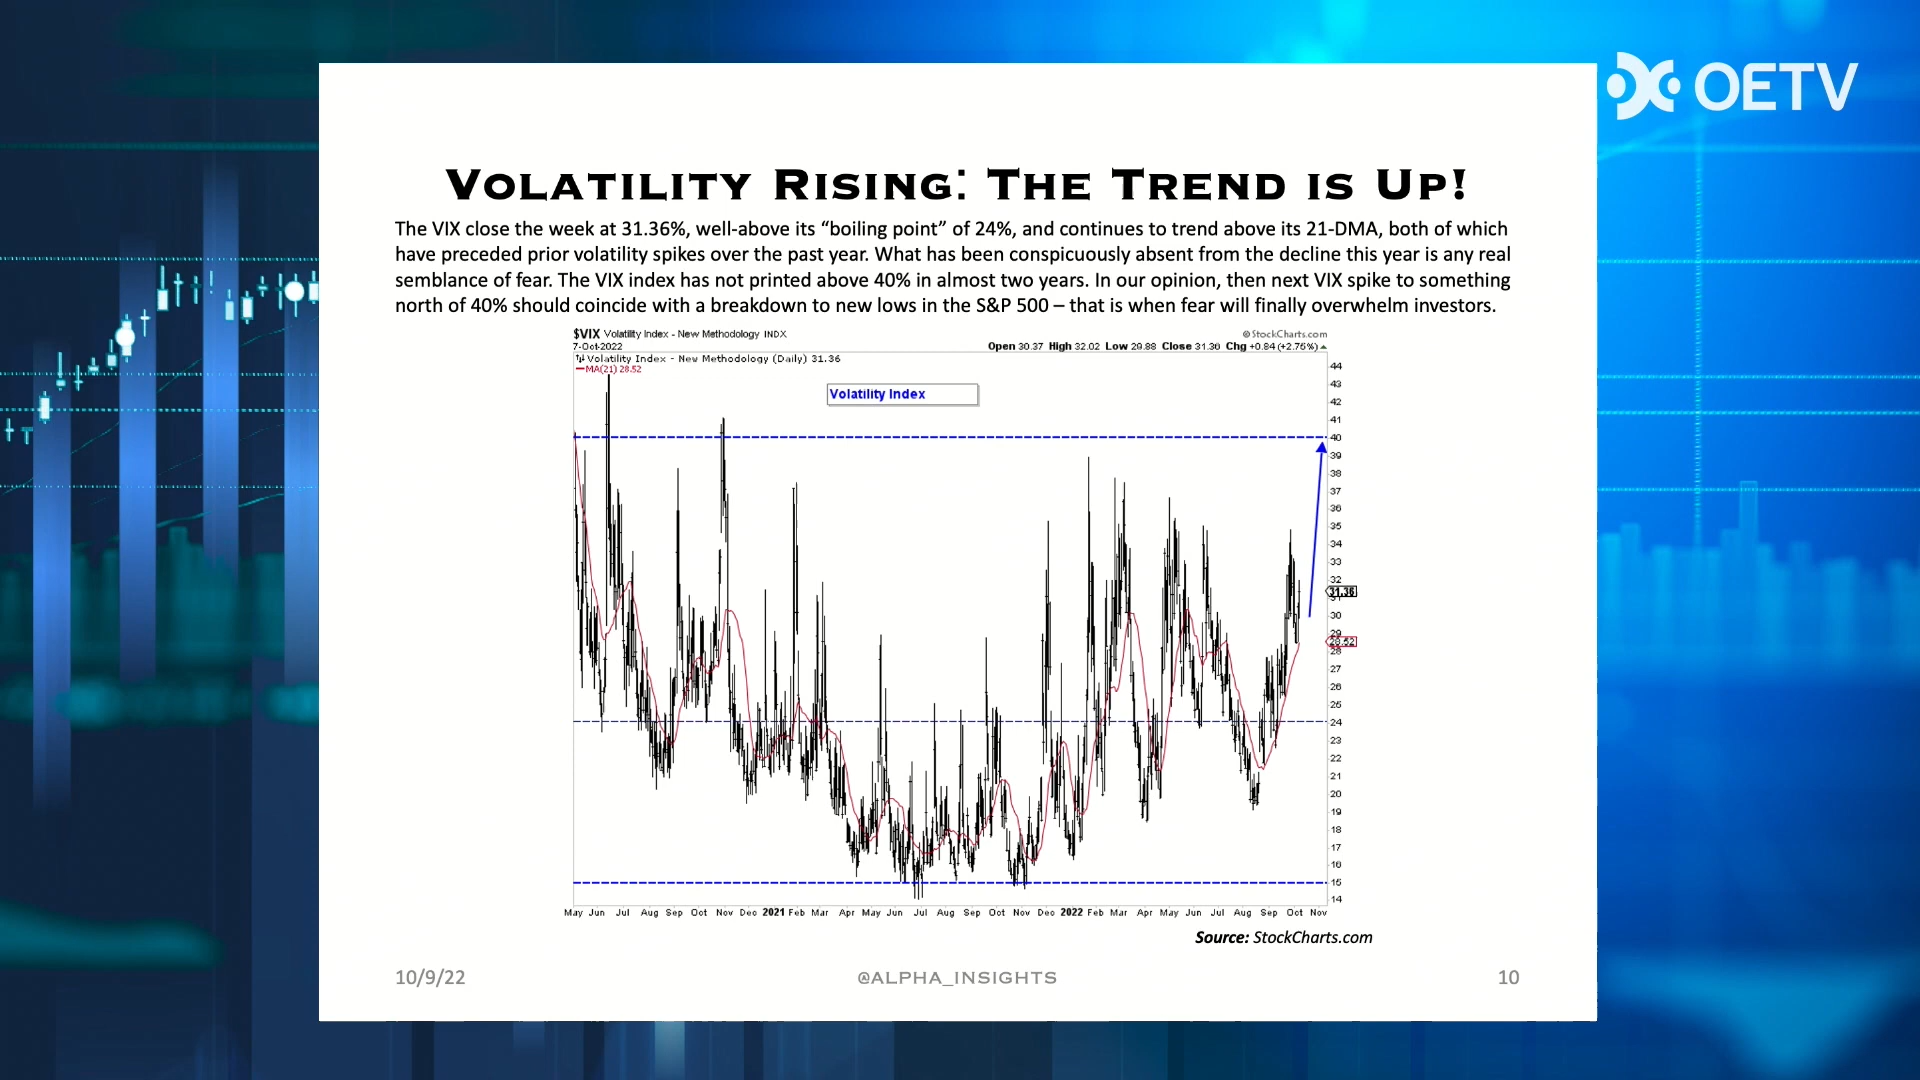 OETV
Volatility Rising: The Trend is Up!
The VIX close the week at 31.36%, well-above its “boiling point” of 24%, and continues to trend above its 21-DMA, both of which
have preceded prior volatility spikes over the past year. What has been conspicuously absent from the decline this year is any real
semblance of fear. The VIX index has not printed above 40% in almost two years. In our opinion, then next VIX spike to something
north of 40% should coincide with a breakdown to new lows in the S&P 500 – that is when fear will finally overwhelm investors.
$VIX Volatility Index - New Methodology INDX
© StockCharts.com
7-Oct-2022
Open 30.37 High 32.02 Low 29.88 Close 31.36 Chg +0.84 (+2.75%)
Volatility Index - New Methodology (Daily) 31.36
MA(21) 28.52
Volatility Index
44
43
42
41
40
39
38
37
36
35
34
33
32
31.36
31
30
29
28.52
28
27
26
25
24
23
22
21
20
19
18
17
16
15
14
May Jun Jul Aug Sep Oct Nov Dec 2021 Feb Mar Apr May Jun Jul Aug Sep Oct Nov Dec 2022 Feb Mar Apr May Jun Jul Aug Sep Oct Nov
Source: StockCharts.com
10/9/22
@ALPHA_INSIGHTS
10